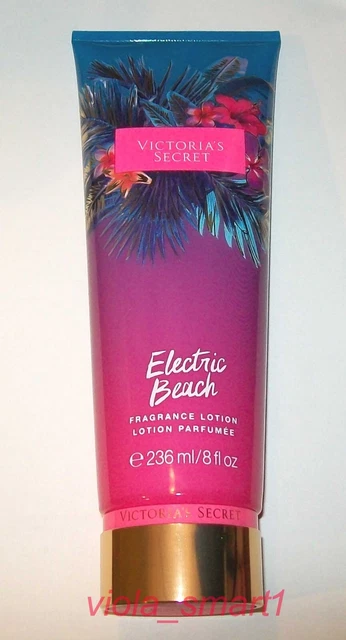 VICTORIA'S
SECRET
Electric
Beach
FRAGRANCE LOTION
LOTION PARFUMÉE
℮ 236 ml/8 fl oz
VICTORIA'S SECRET
viola_smart1